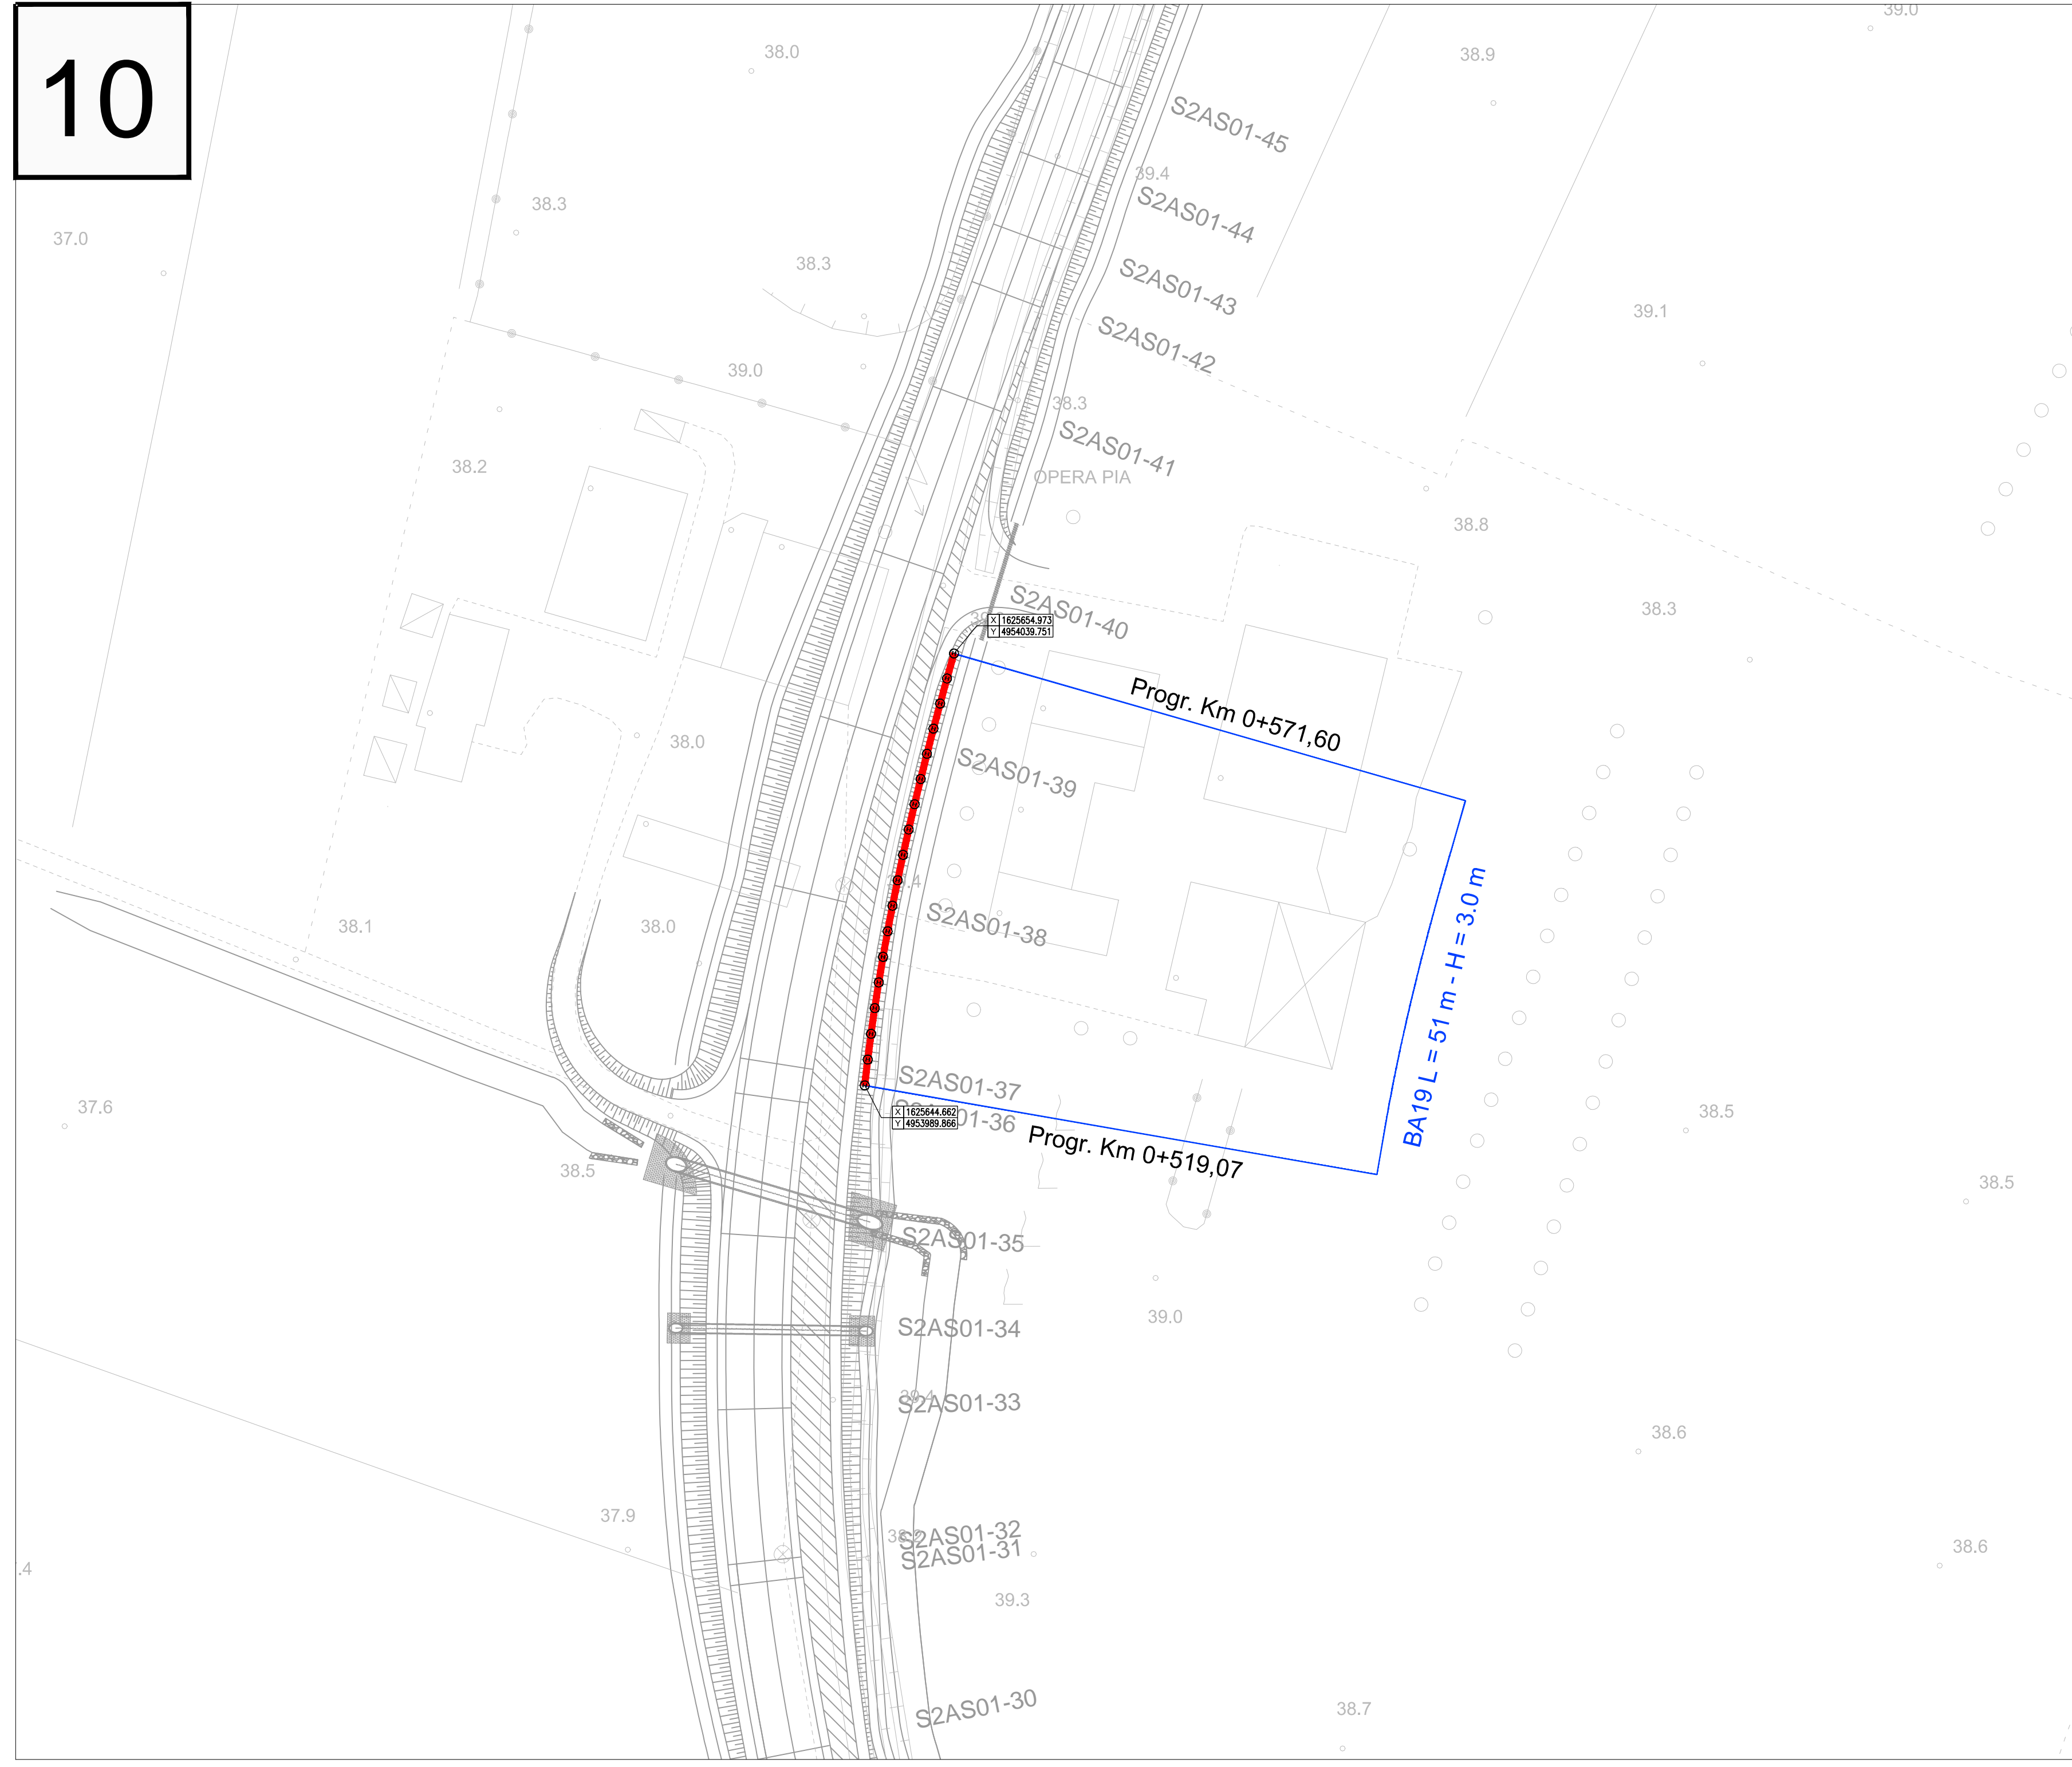 10
39.0
38.0
38.9
S2AS01-45
39.4
S2AS01-44
38.3
37.0
38.3
S2AS01-43
39.1
S2AS01-42
39.0
38.3
S2AS01-41
38.2
OPERA PIA
38.8
S2AS01-40
38.3
X 1625654.973
Y 4954039.751
Progr. Km 0+571,60
38.0
S2AS01-39
BA19 L = 51 m - H = 3.0 m
S2AS01-38
38.1
38.0
S2AS01-37
37.6
X 1625644.662
Y 4953989.866
38.5
Progr. Km 0+519,07
38.5
38.5
S2AS01-35
39.0
S2AS01-34
39.4
S2AS01-33
38.6
37.9
S2AS01-32
38.6
S2AS01-31
.4
39.3
S2AS01-30
38.7